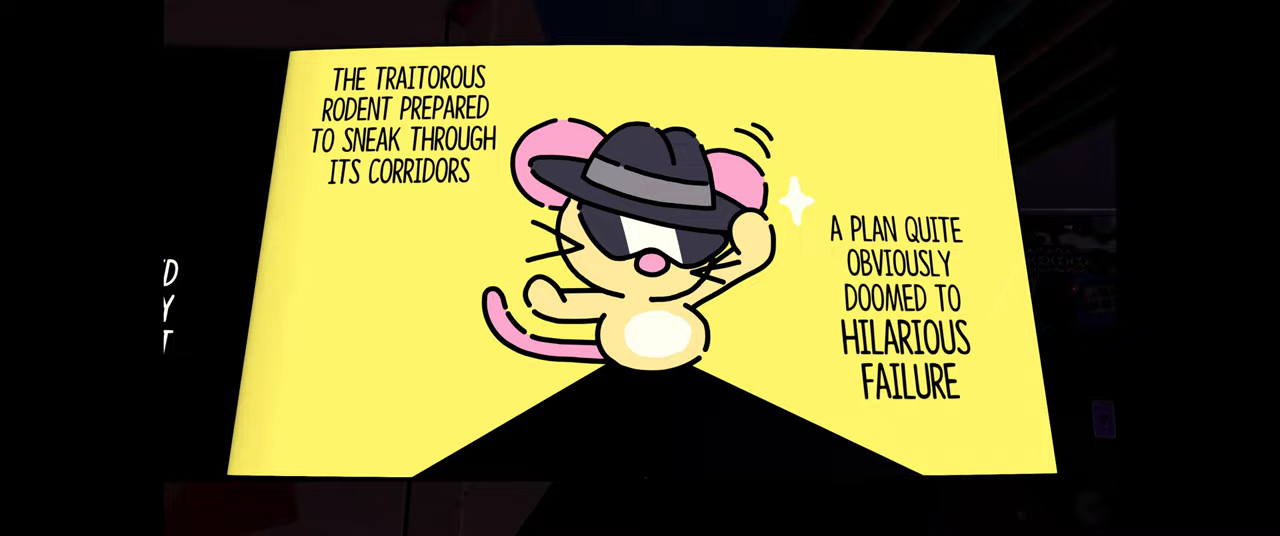 THE TRAITOROUS
RODENT PREPARED
TO SNEAK THROUGH
ITS CORRIDORS
A PLAN QUITE
OBVIOUSLY
DOOMED TO
HILARIOUS
FAILURE